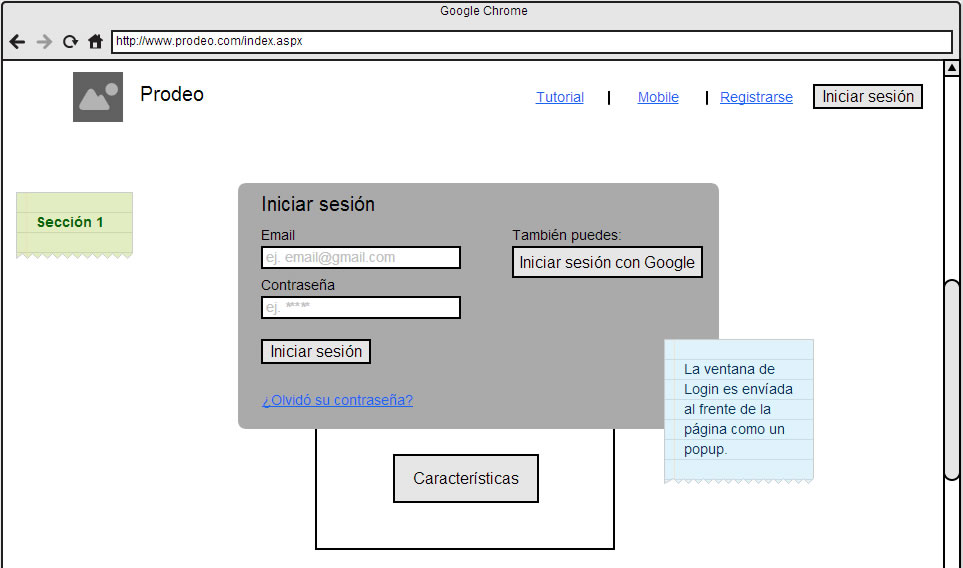 Google Chrome
http://www.prodeo.com/index.aspx
Prodeo
Tutorial | Mobile | Registrarse Iniciar sesión
Sección 1
Iniciar sesión
Email
ej. email@gmail.com
Contraseña
ej. *****
Iniciar sesión
¿Olvidó su contraseña?
También puedes:
Iniciar sesión con Google
La ventana de
Login es envíada
al frente de la
página como un
popup.
Características